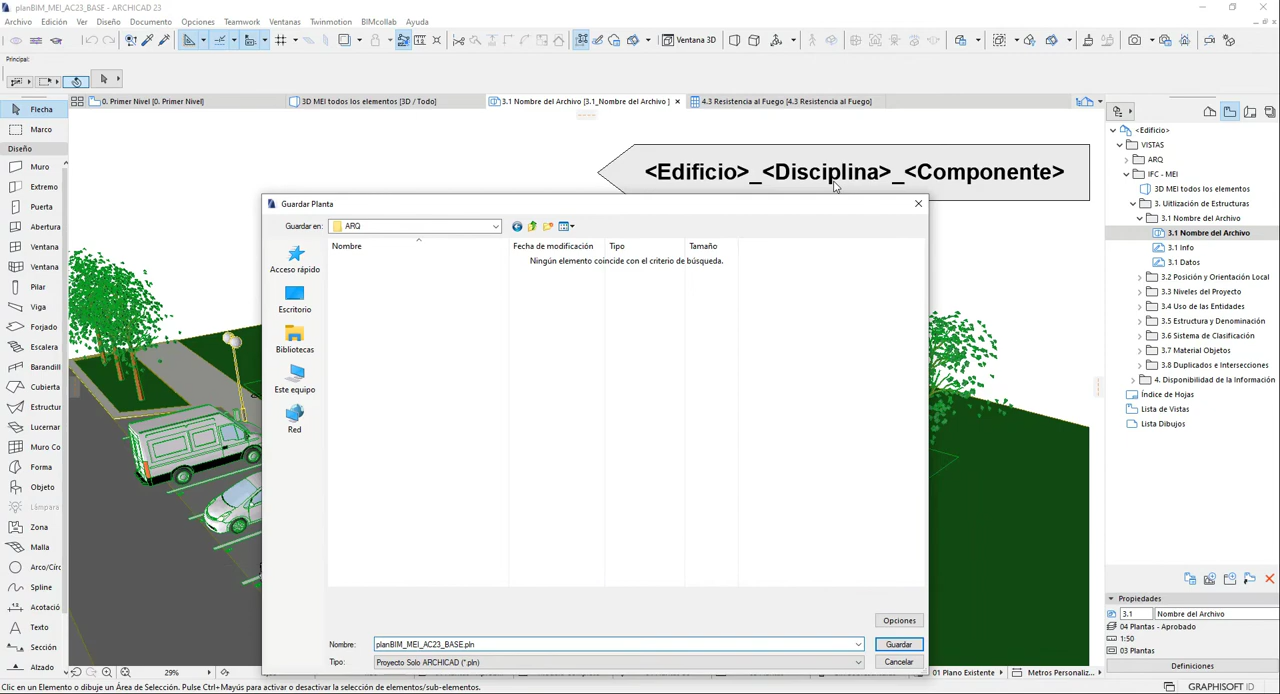 planBIM_MEI_AC23_BASE - ARCHICAD 23
Archivo Edición Ver Diseño Documento Opciones Teamwork Ventanas Twinmotion BIMcollab Ayuda
Ventana 3D
Principal:
0. Primer Nivel [0. Primer Nivel]
3D MEI todos los elementos [3D / Todo]
3.1 Nombre del Archivo [3.1_Nombre del Archivo ]
4.3 Resistencia al Fuego [4.3 Resistencia al Fuego]
Flecha
Marco
Diseño
Muro
Extremo
Puerta
Abertura
Ventana
Ventana
Pilar
Viga
Forjado
Escalera
Barandill
Cubierta
Estructur
Lucernar
Muro Co
Forma
Objeto
Lámpara
Zona
Malla
Arco/Círc
Spline
Acotació
Texto
Sección
Alzado
<Edificio>_<Disciplina>_<Componente>
Guardar Planta
Guardar en: ARQ
Nombre Fecha de modificación Tipo Tamaño
Ningún elemento coincide con el criterio de búsqueda.
Acceso rápido
Escritorio
Bibliotecas
Este equipo
Red
Opciones
Nombre: planBIM_MEI_AC23_BASE.pln Guardar
Tipo: Proyecto Solo ARCHICAD (*.pln) Cancelar
<Edificio>
VISTAS
ARQ
IFC - MEI
3D MEI todos los elementos
3. Uitlización de Estructuras
3.1 Nombre del Archivo
3.1 Nombre del Archivo
3.1 Info
3.1 Datos
3.2 Posición y Orientación Local
3.3 Niveles del Proyecto
3.4 Uso de las Entidades
3.5 Estructura y Denominación
3.6 Sistema de Clasificación
3.7 Material Objetos
3.8 Duplicados e Intersecciones
4. Disponibilidad de la Información
Índice de Hojas
Lista de Vistas
Lista Dibujos
Propiedades
3.1 Nombre del Archivo
04 Plantas - Aprobado
1:50
03 Plantas
Definiciones
29%
01 Plano Existente
Metros Personaliz...
Clic en un Elemento o dibuje un Área de Selección. Pulse Ctrl+Mayús para activar o desactivar la selección de elementos/sub-elementos.
GRAPHISOFT ID